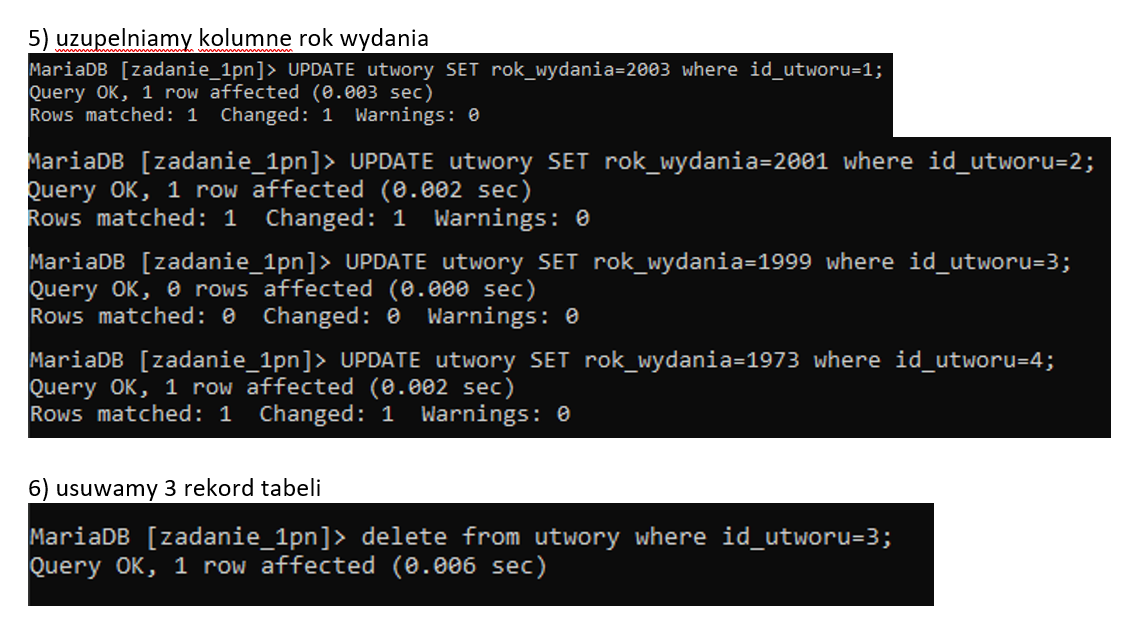 5) uzupelniamy kolumne rok wydania
MariaDB [zadanie_1pn]> UPDATE utwory SET rok_wydania=2003 where id_utworu=1;
Query OK, 1 row affected (0.003 sec)
Rows matched: 1  Changed: 1  Warnings: 0
MariaDB [zadanie_1pn]> UPDATE utwory SET rok_wydania=2001 where id_utworu=2;
Query OK, 1 row affected (0.002 sec)
Rows matched: 1  Changed: 1  Warnings: 0
MariaDB [zadanie_1pn]> UPDATE utwory SET rok_wydania=1999 where id_utworu=3;
Query OK, 0 rows affected (0.000 sec)
Rows matched: 0  Changed: 0  Warnings: 0
MariaDB [zadanie_1pn]> UPDATE utwory SET rok_wydania=1973 where id_utworu=4;
Query OK, 1 row affected (0.002 sec)
Rows matched: 1  Changed: 1  Warnings: 0
6) usuwamy 3 rekord tabeli
MariaDB [zadanie_1pn]> delete from utwory where id_utworu=3;
Query OK, 1 row affected (0.006 sec)